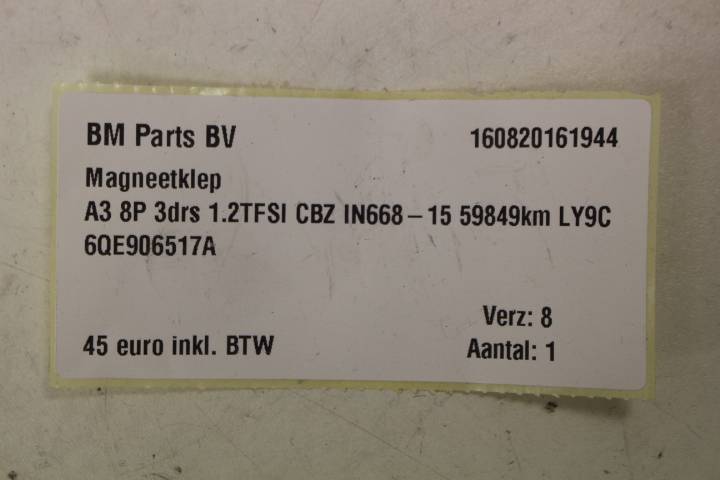 BM Parts BV 160820161944
Magneetklep
A3 8P 3drs 1.2TFSI CBZ IN668-15 59849km LY9C
6QE906517A
Verz: 8
45 euro inkl. BTW Aantal: 1